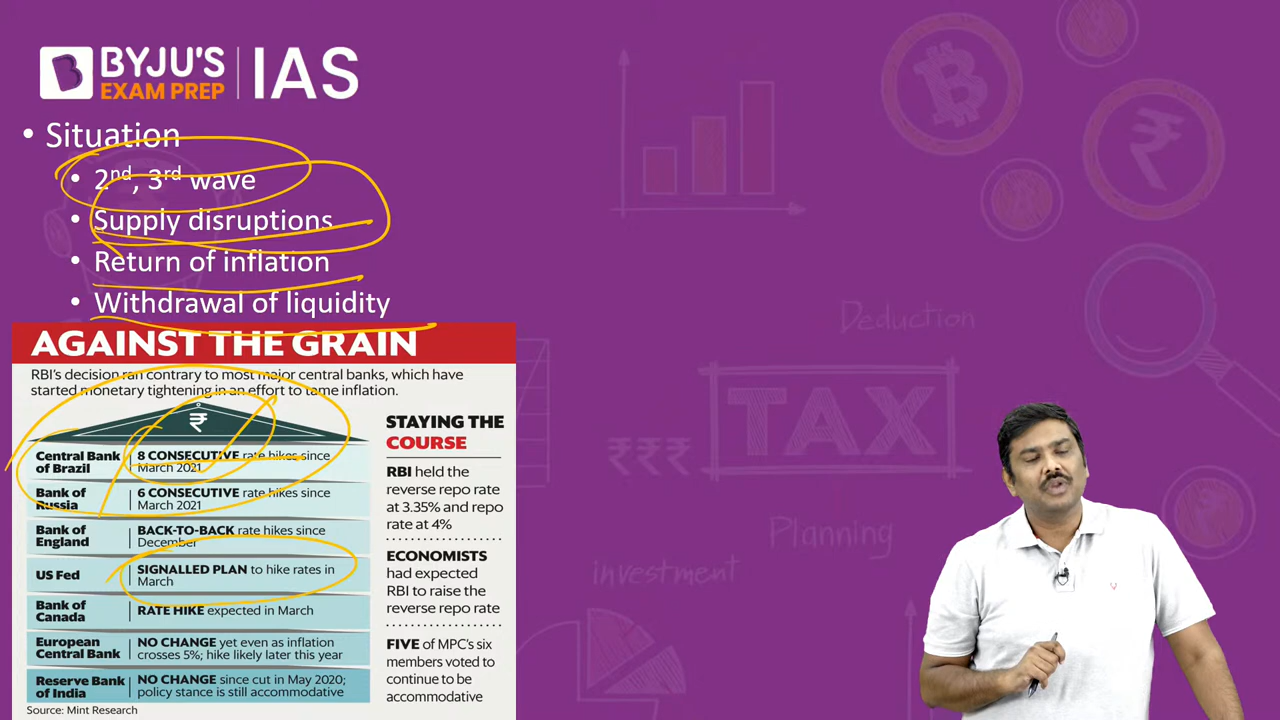 BYJU'S
EXAM PREP
IAS
• Situation
• 2nd, 3rd wave
• Supply disruptions
• Return of inflation
• Withdrawal of liquidity
AGAINST THE GRAIN
RBI's decision ran contrary to most major central banks, which have
started monetary tightening in an effort to tame inflation.
₹
Central Bank
of Brazil
8 CONSECUTIVE rate hikes since
March 2021
Bank of
Russia
6 CONSECUTIVE rate hikes since
March 2021
Bank of
England
BACK-TO-BACK rate hikes since
December
US Fed
SIGNALLED PLAN to hike rates in
March
Bank of
Canada
RATE HIKE expected in March
European
Central Bank
NO CHANGE yet even as inflation
crosses 5%; hike likely later this year
Reserve Bank
of India
NO CHANGE since cut in May 2020;
policy stance is still accommodative
Source: Mint Research
STAYING THE
COURSE
RBI held the
reverse repo rate
at 3.35% and repo
rate at 4%
ECONOMISTS
had expected
RBI to raise the
reverse repo rate
FIVE of MPC's six
members voted to
continue to be
accommodative
₹
Deduction
TAX
₹₹₹
Planning
investment